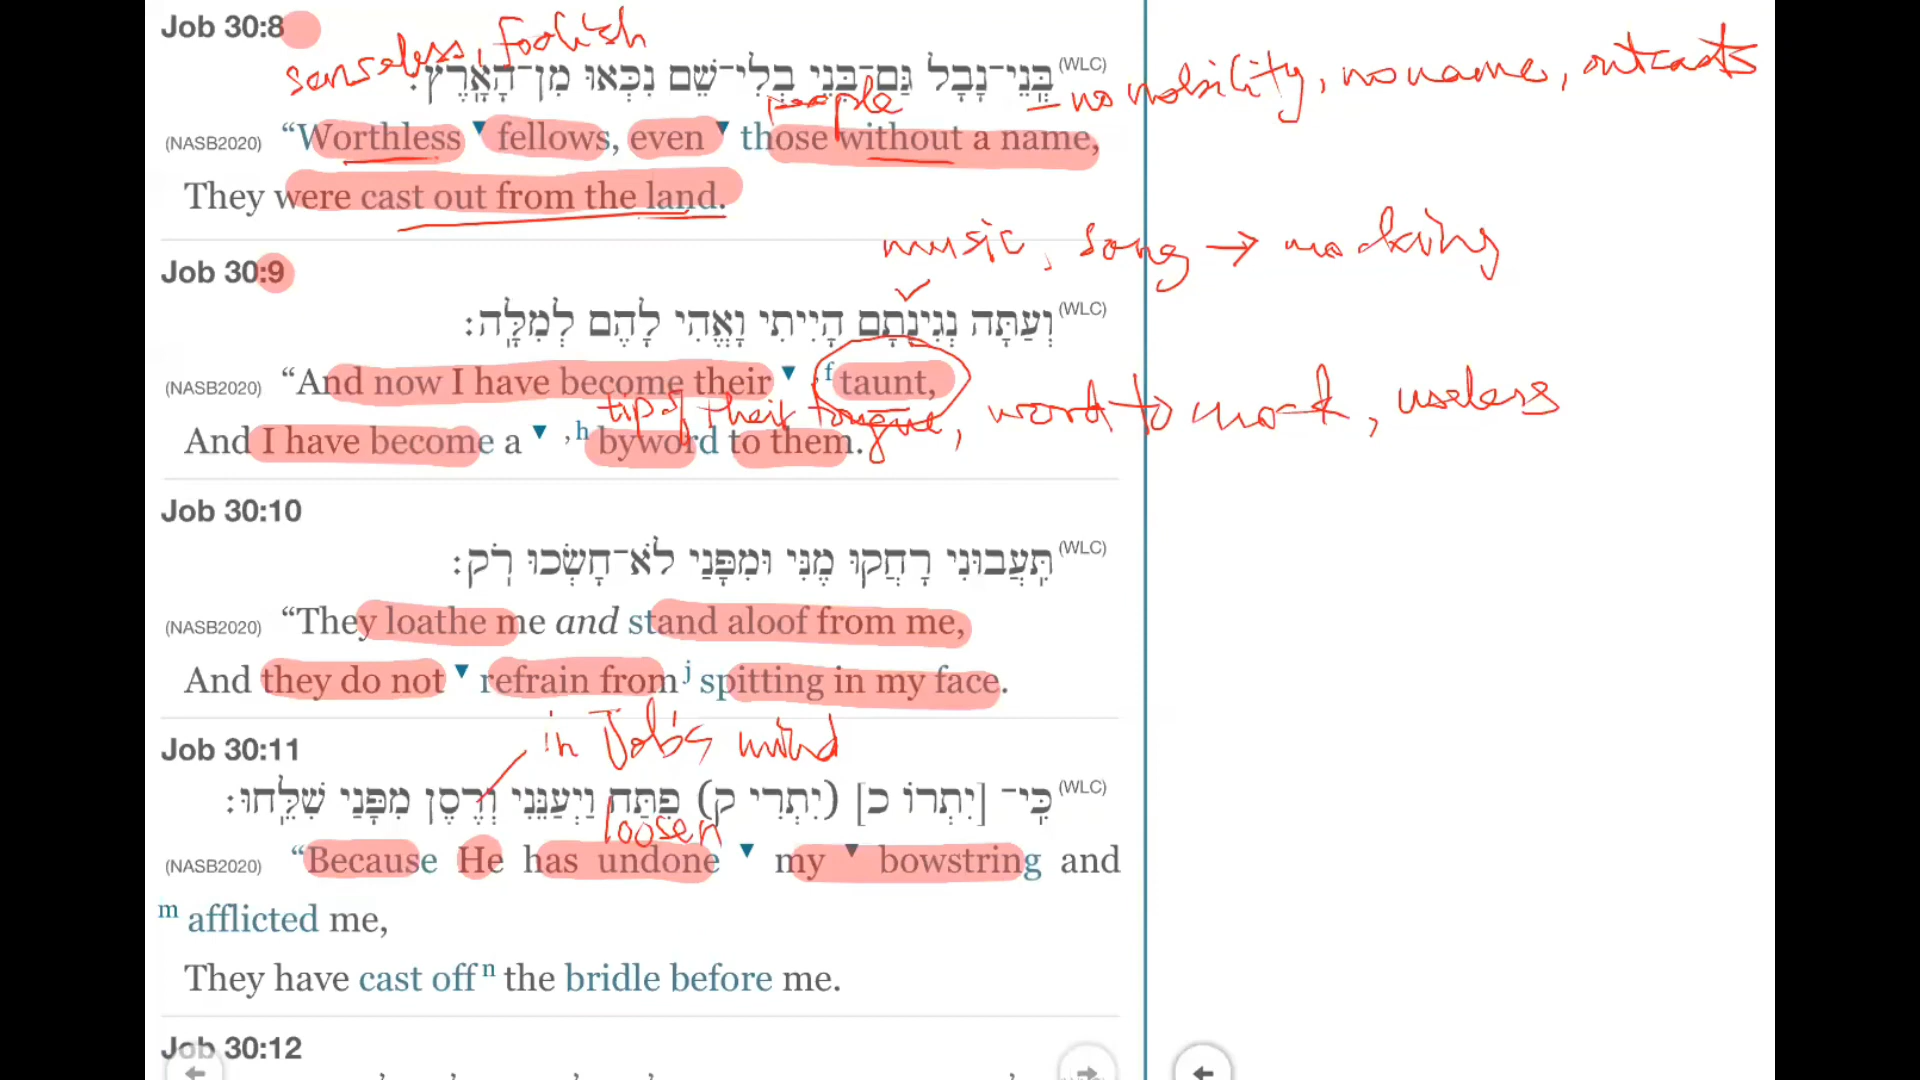 Job 30:8
senseless, foolish
בְּנֵי־נָבָל גַּם־בְּנֵי בְלִי־שֵׁם נִכְּאוּ מִן־הָאָרֶץ׃ (WLC)
people
– no nobility, no name, outcasts
(NASB2020) “Worthless fellows, even those without a name,
They were cast out from the land.
music, song → mocking
Job 30:9
וְעַתָּה נְגִינָתָם הָיִיתִי וָאֱהִי לָהֶם לְמִלָּה׃ (WLC)
(NASB2020) “And now I have become their f taunt,
tip of their tongue, word to mock, useless
And I have become a , h byword to them.
Job 30:10
תִּעֲבוּנִי רָחֲקוּ מֶנִּי וּמִפָּנַי לֹא־חָשְׂכוּ רֹק׃ (WLC)
(NASB2020) “They loathe me and stand aloof from me,
And they do not refrain from j spitting in my face.
in Job's mind
Job 30:11
כִּי־ [יִתְרוֹ כ] (יִתְרִי ק) פִתַּח וַיְעַנֵּנִי וְרֶסֶן מִפָּנַי שִׁלֵּחוּ׃ (WLC)
loosen
(NASB2020) “Because He has undone my bowstring and
m afflicted me,
They have cast off n the bridle before me.
Job 30:12